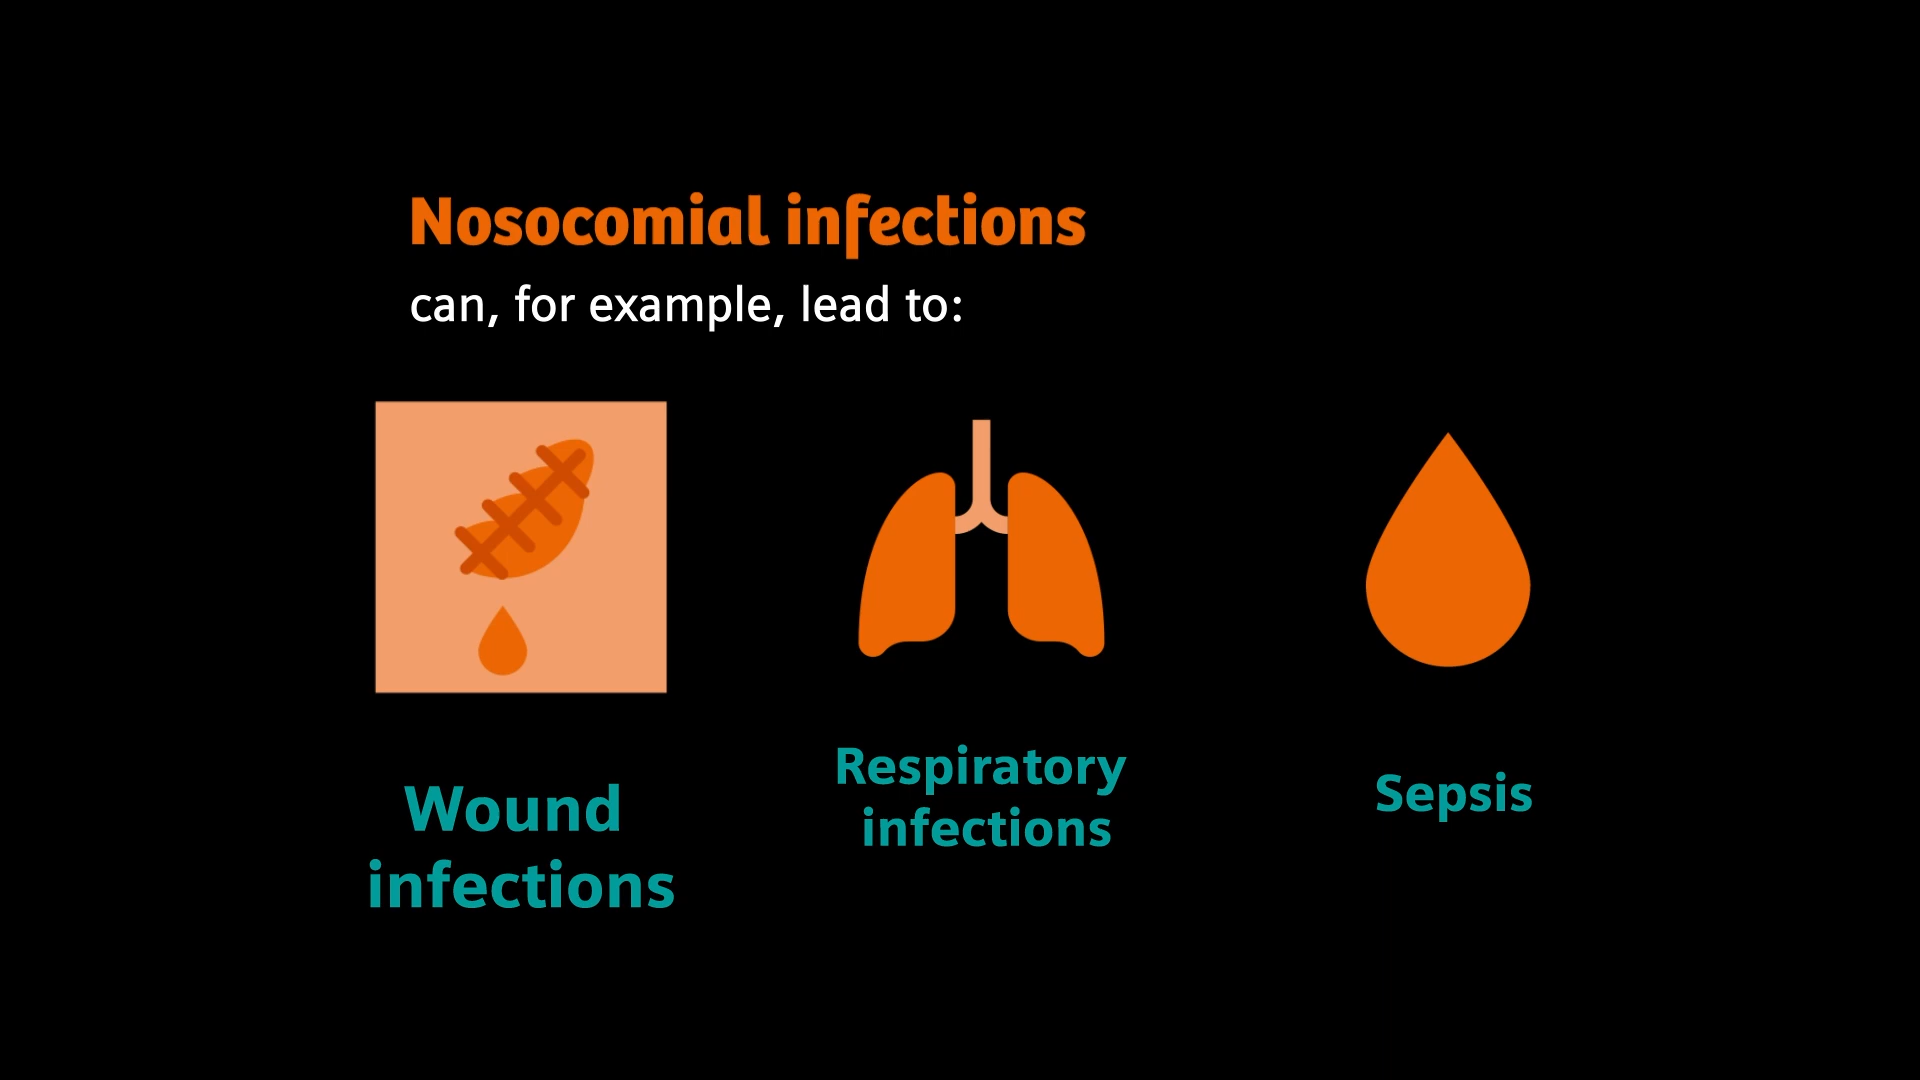 Nosocomial infections
can, for example, lead to:
Wound
infections
Respiratory
infections
Sepsis